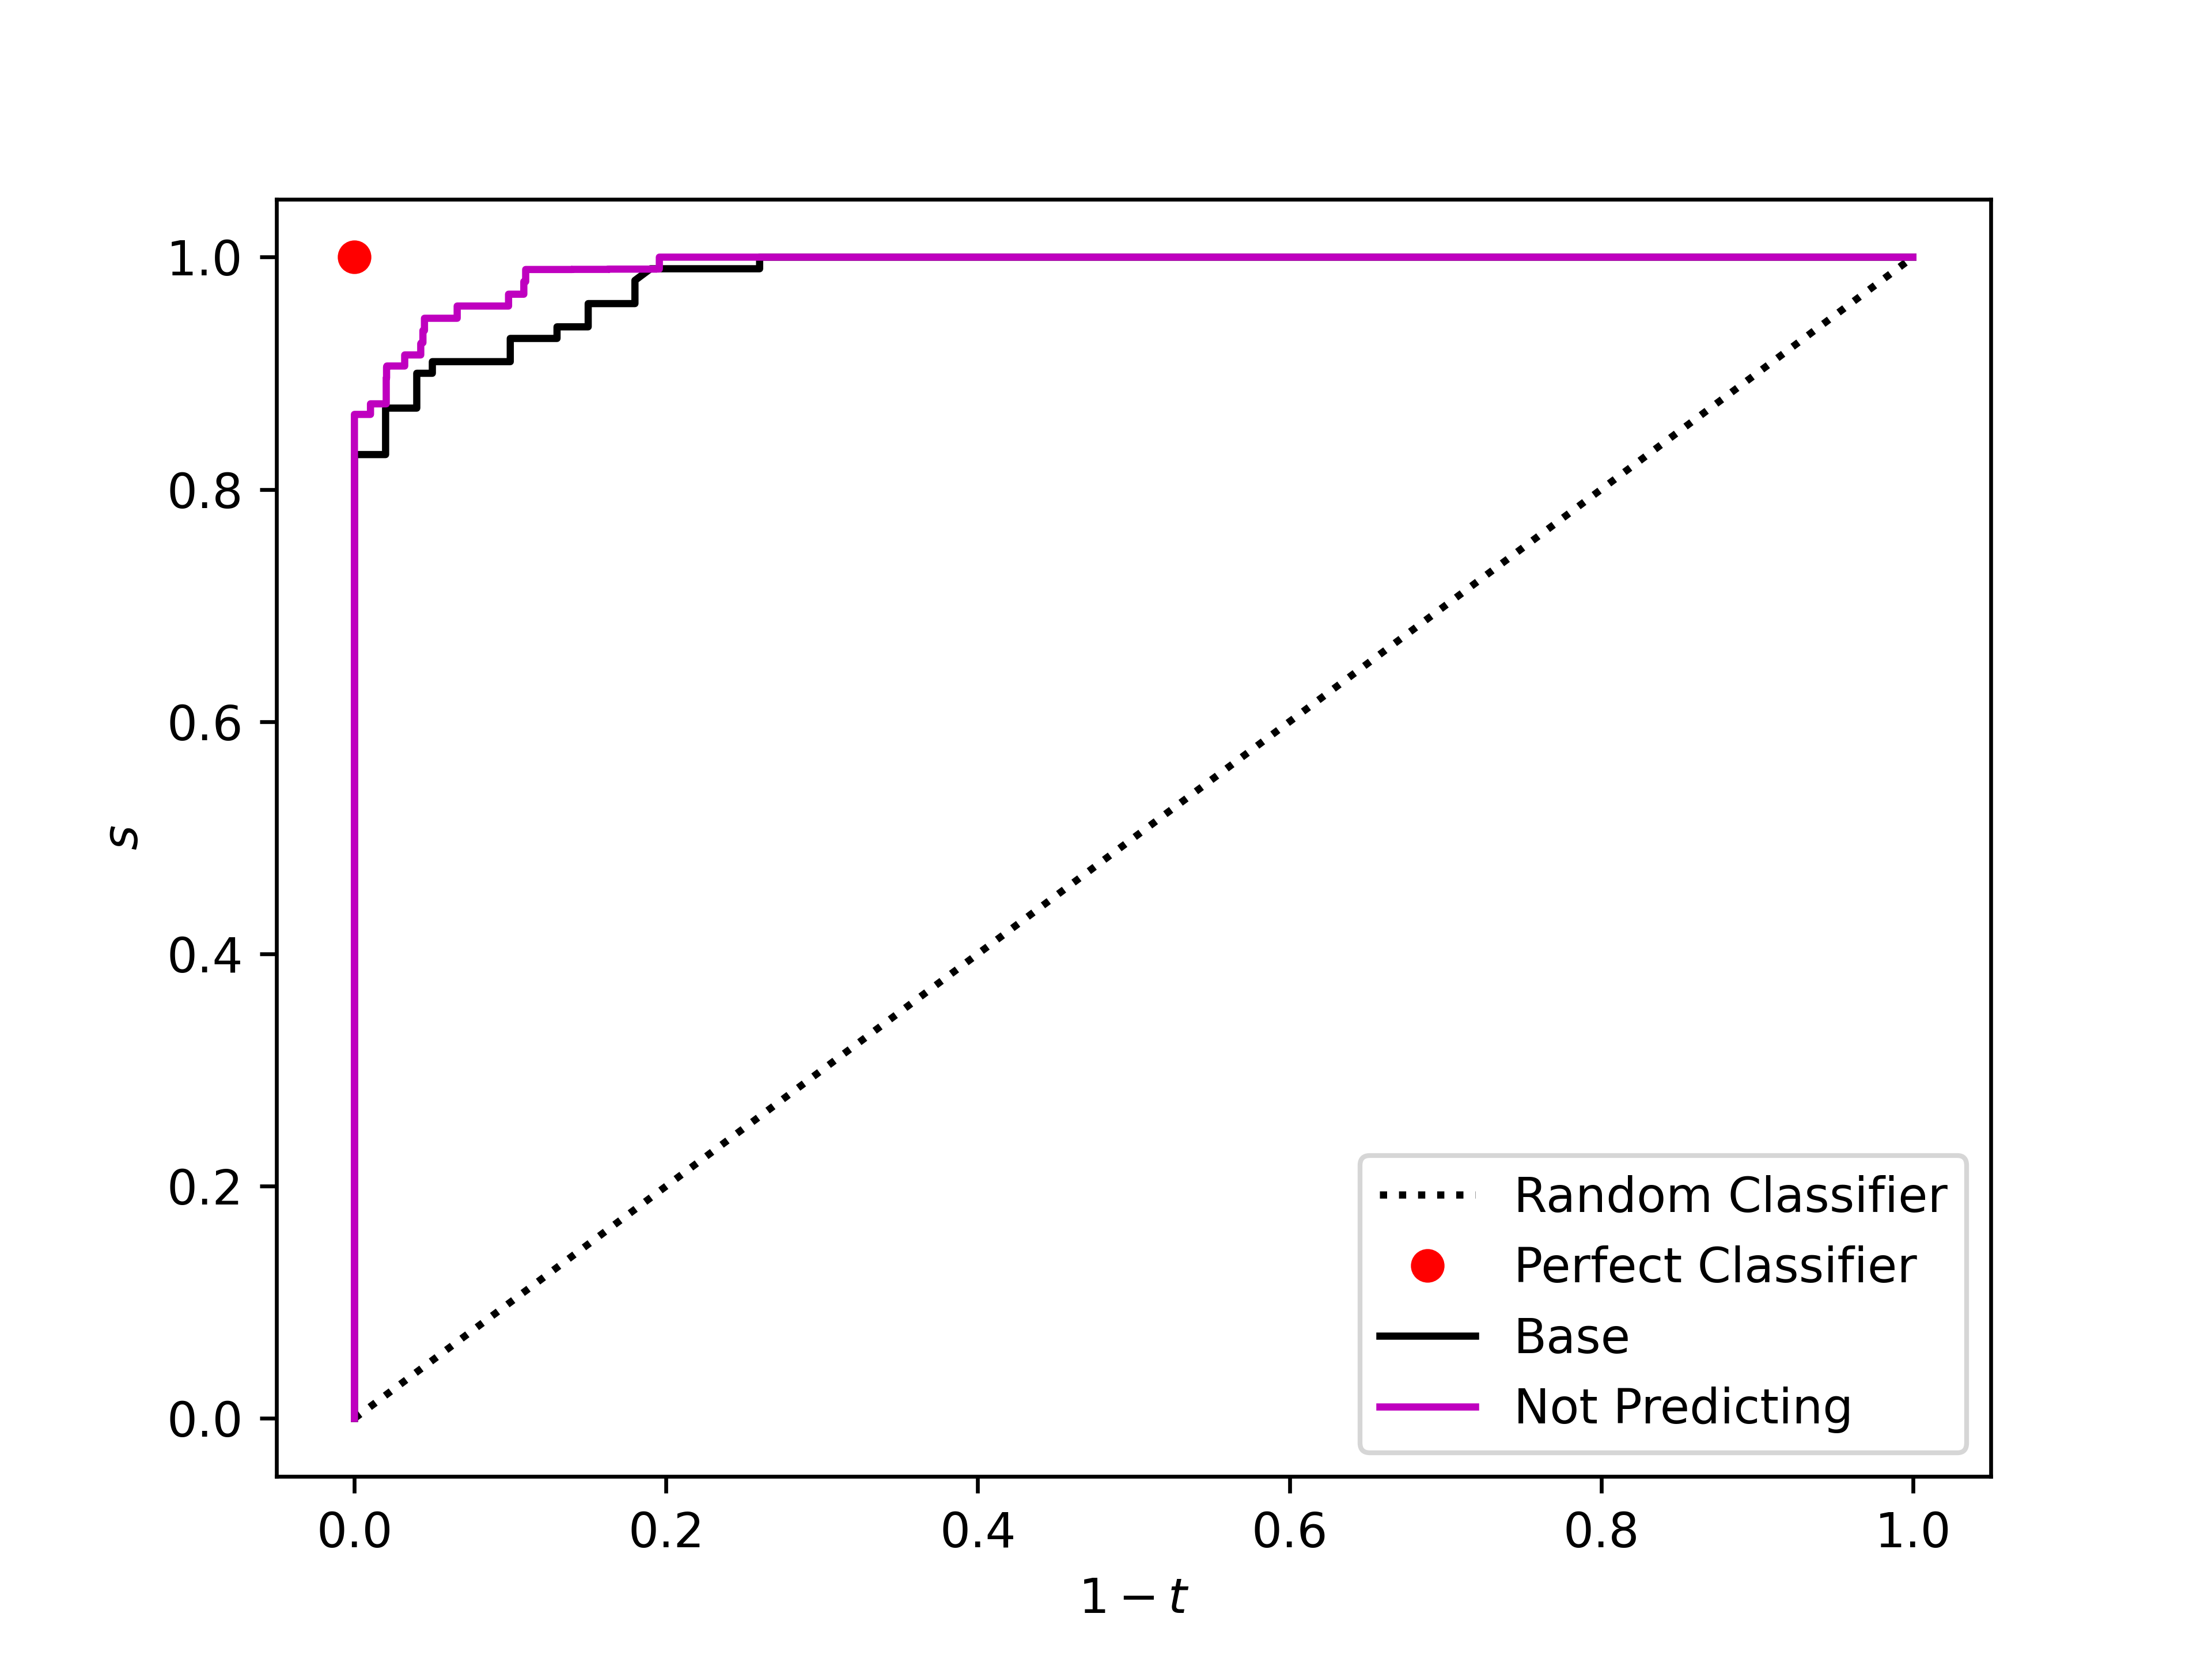 1.0
0.8
0.6
0.4
0.2
0.0
s
0.0 0.2 0.4 0.6 0.8 1.0
1 − t
Random Classifier
Perfect Classifier
Base
Not Predicting